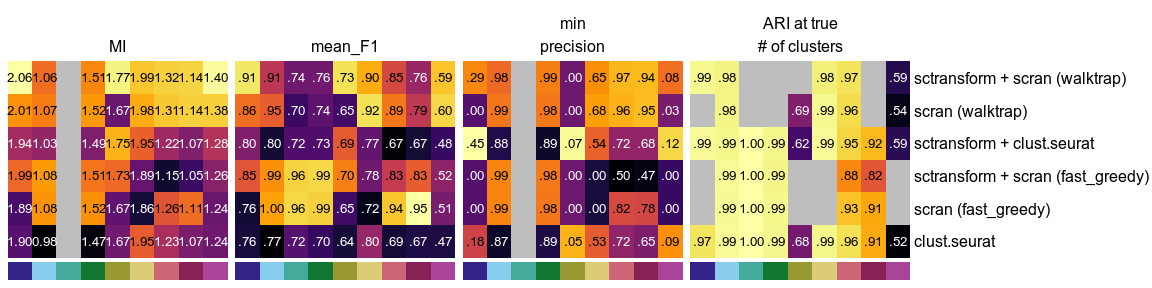 min
ARI at true
MI
mean_F1
precision
# of clusters
2.06 1.06 1.51 1.77 1.99 1.32 1.14 1.40 .91 .91 .74 .76 .73 .90 .85 .76 .59 .29 .98 .99 .00 .65 .97 .94 .08 .99 .98 .98 .97 .59 sctransform + scran (walktrap)
2.01 1.07 1.52 1.67 1.98 1.31 1.14 1.38 .86 .95 .70 .74 .65 .92 .89 .79 .60 .00 .99 .98 .00 .68 .96 .95 .03 .98 .69 .99 .96 .54 scran (walktrap)
1.94 1.03 1.49 1.75 1.95 1.22 1.07 1.28 .80 .80 .72 .73 .69 .77 .67 .67 .48 .45 .88 .89 .07 .54 .72 .68 .12 .99 .99 1.00 .99 .62 .99 .95 .92 .59 sctransform + clust.seurat
1.99 1.08 1.51 1.73 1.89 1.15 1.05 1.26 .85 .99 .96 .99 .70 .78 .83 .83 .52 .00 .99 .98 .00 .00 .50 .47 .00 .99 1.00 .99 .88 .82 sctransform + scran (fast_greedy)
1.89 1.08 1.52 1.67 1.86 1.26 1.11 1.24 .76 1.00 .96 .99 .65 .72 .94 .95 .51 .00 .99 .98 .00 .00 .82 .78 .00 .99 1.00 .99 .93 .91 scran (fast_greedy)
1.90 0.98 1.47 1.67 1.95 1.23 1.07 1.24 .76 .77 .72 .70 .64 .80 .69 .67 .47 .18 .87 .89 .05 .53 .72 .65 .09 .97 .99 1.00 .99 .68 .99 .96 .91 .52 clust.seurat